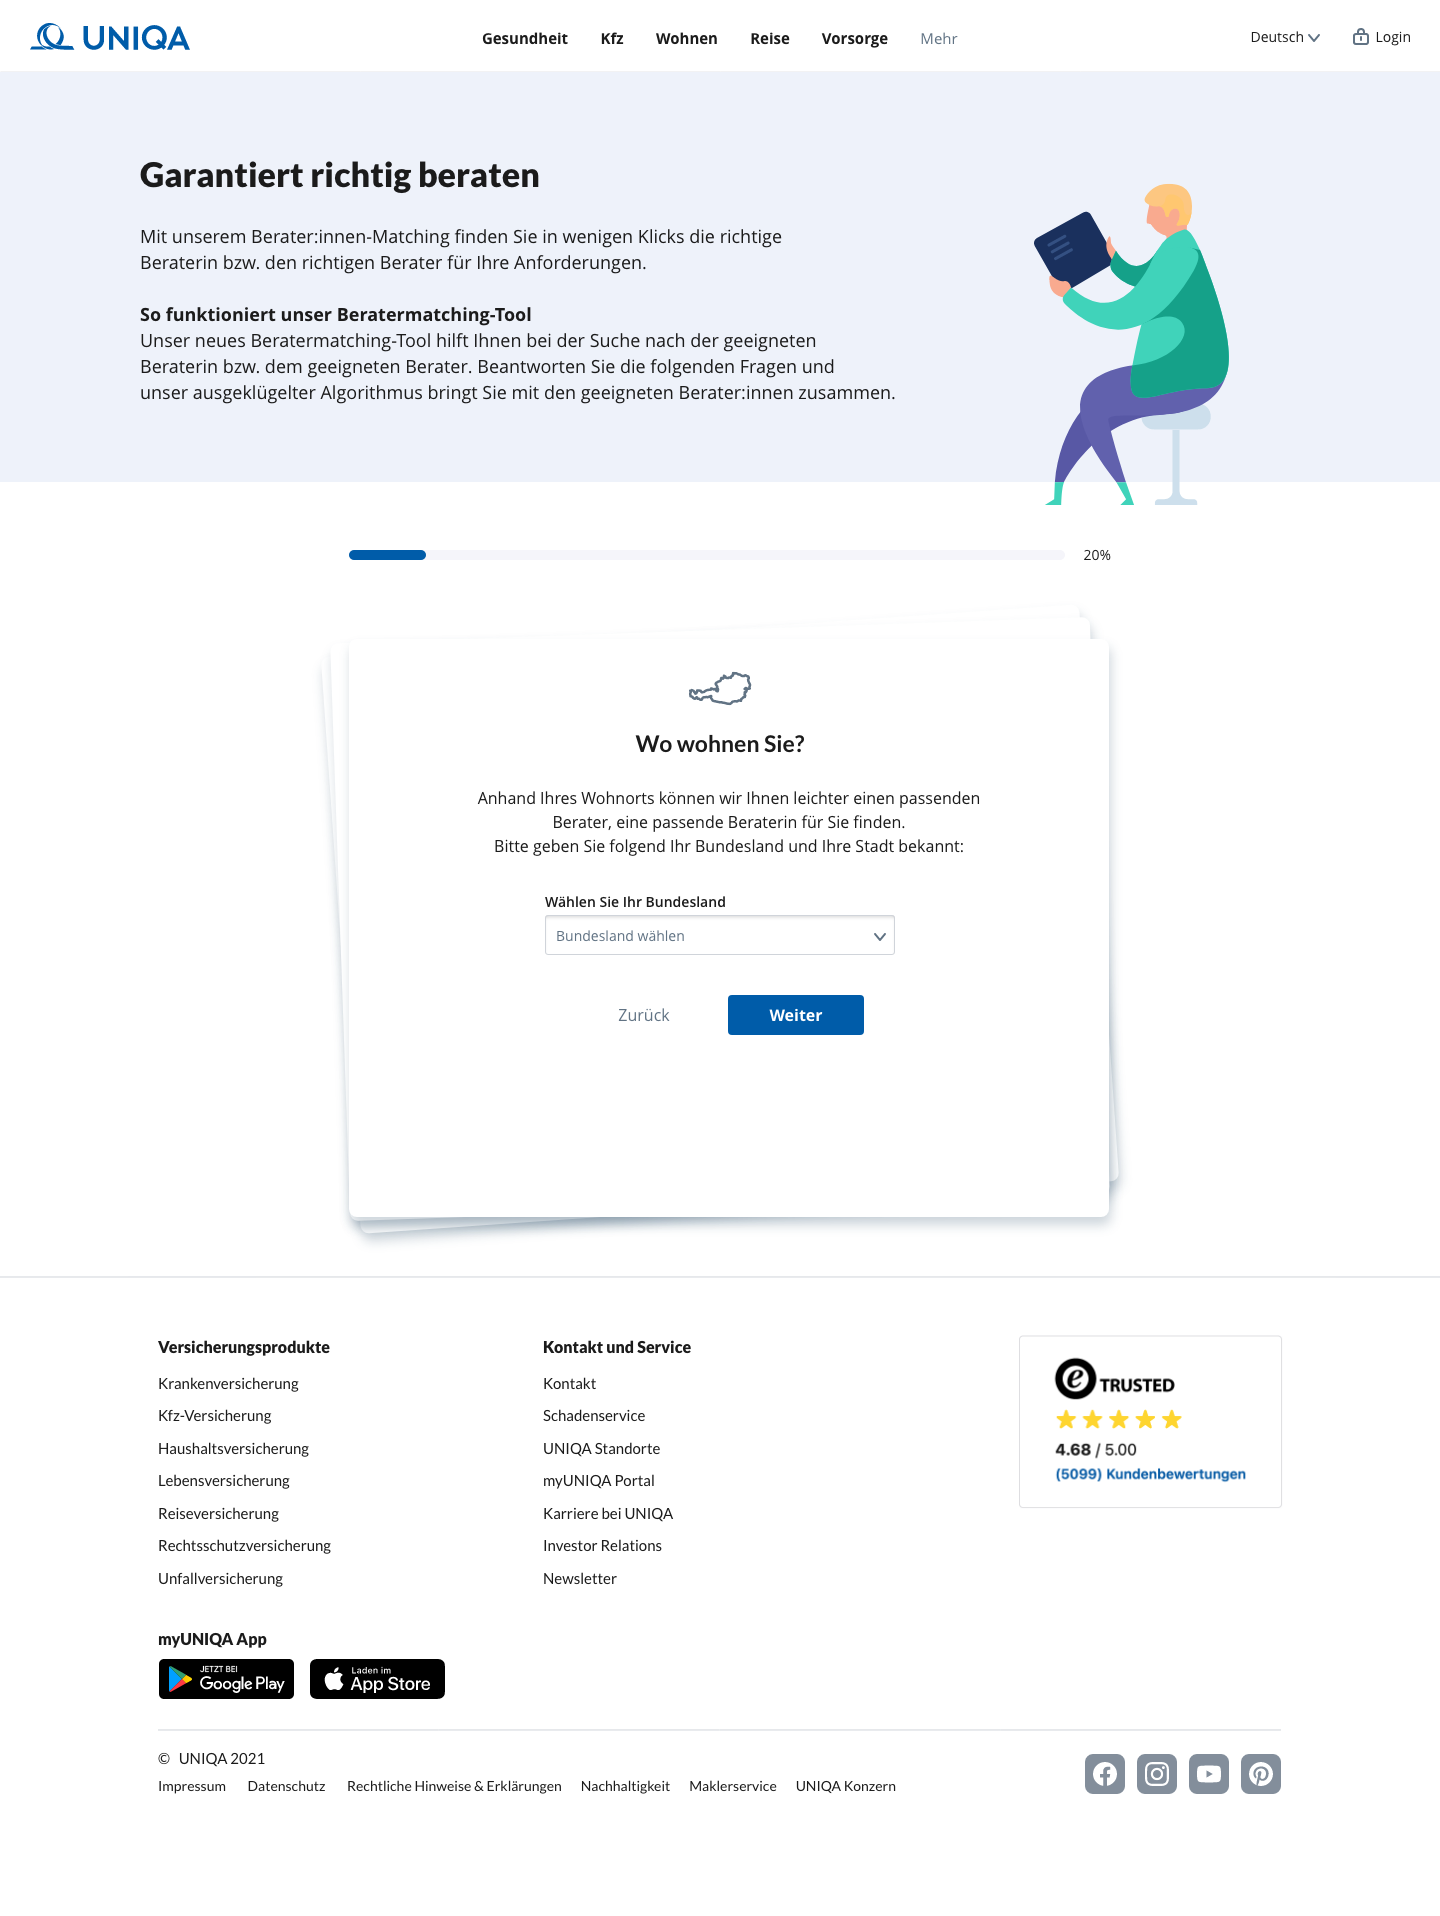 UNIQA
Gesundheit Kfz Wohnen Reise Vorsorge Mehr
Deutsch Login
Garantiert richtig beraten
Mit unserem Berater:innen-Matching finden Sie in wenigen Klicks die richtige
Beraterin bzw. den richtigen Berater für Ihre Anforderungen.
So funktioniert unser Beratermatching-Tool
Unser neues Beratermatching-Tool hilft Ihnen bei der Suche nach der geeigneten
Beraterin bzw. dem geeigneten Berater. Beantworten Sie die folgenden Fragen und
unser ausgeklügelter Algorithmus bringt Sie mit den geeigneten Berater:innen zusammen.
20%
Wo wohnen Sie?
Anhand Ihres Wohnorts können wir Ihnen leichter einen passenden
Berater, eine passende Beraterin für Sie finden.
Bitte geben Sie folgend Ihr Bundesland und Ihre Stadt bekannt:
Wählen Sie Ihr Bundesland
Bundesland wählen
Zurück Weiter
Versicherungsprodukte
Krankenversicherung
Kfz-Versicherung
Haushaltsversicherung
Lebensversicherung
Reiseversicherung
Rechtsschutzversicherung
Unfallversicherung
Kontakt und Service
Kontakt
Schadenservice
UNIQA Standorte
myUNIQA Portal
Karriere bei UNIQA
Investor Relations
Newsletter
e TRUSTED
4.68 / 5.00
(5099) Kundenbewertungen
myUNIQA App
JETZT BEI
Google Play
Laden im
App Store
© UNIQA 2021
Impressum Datenschutz Rechtliche Hinweise & Erklärungen Nachhaltigkeit Maklerservice UNIQA Konzern